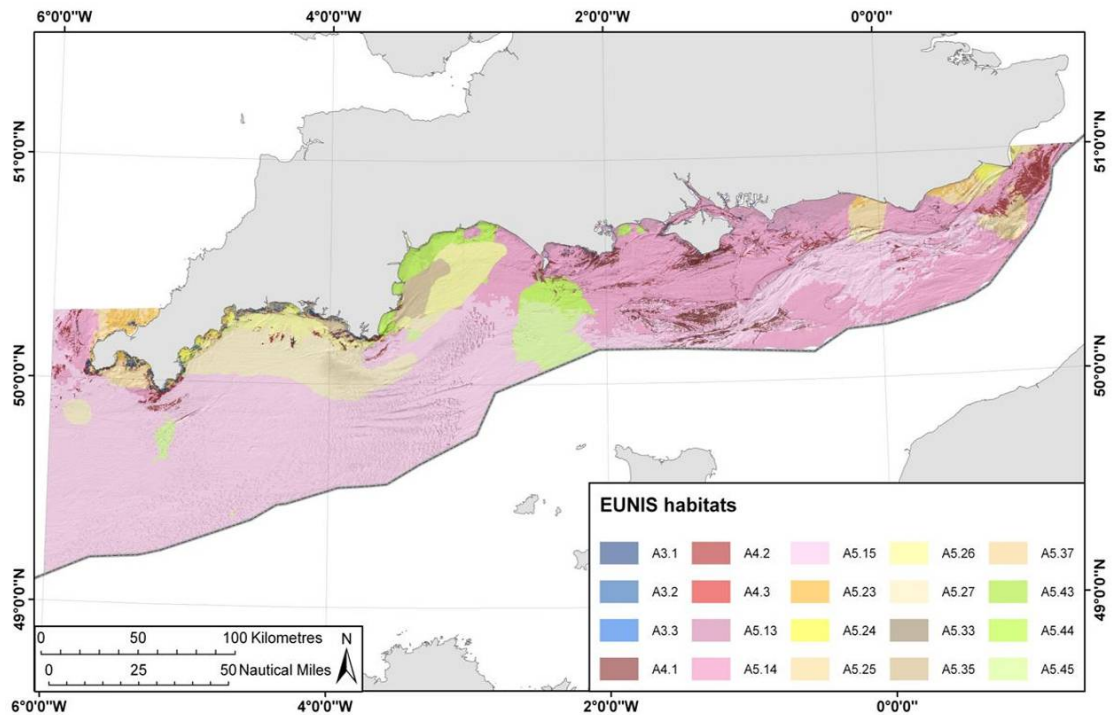 6°0'0"W 4°0'0"W 2°0'0"W 0°0'0"
51°0'0"N 51°0'0"N
50°0'0"N 50°0'0"N
49°0'0"N 49°0'0"N
EUNIS habitats
A3.1 A4.2 A5.15 A5.26 A5.37
A3.2 A4.3 A5.23 A5.27 A5.43
A3.3 A5.13 A5.24 A5.33 A5.44
A4.1 A5.14 A5.25 A5.35 A5.45
0 50 100 Kilometres N
0 25 50 Nautical Miles
6°0'0"W 4°0'0"W 2°0'0"W 0°0'0"